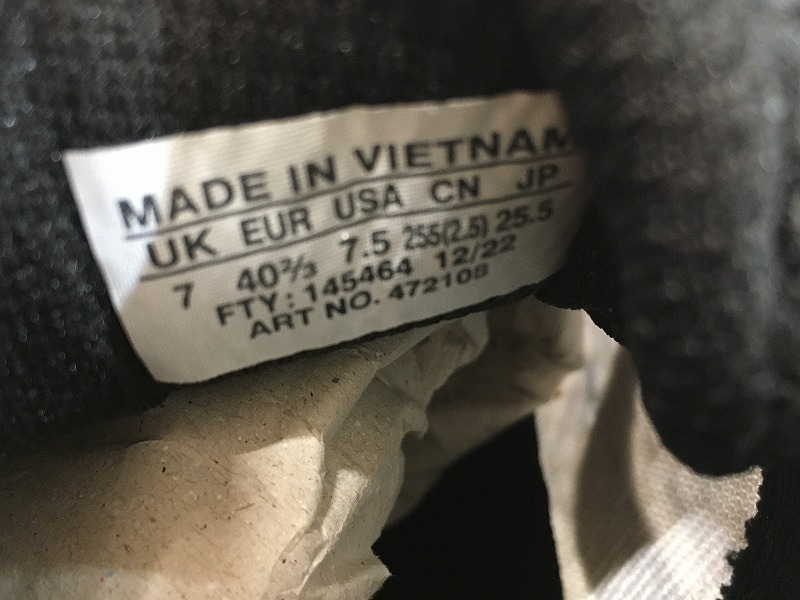 MADE IN VIETNAM
UK EUR USA CN JP
7 40⅔ 7.5 255(2.5) 25.5
FTY: 145464 12/22
ART NO. 472108